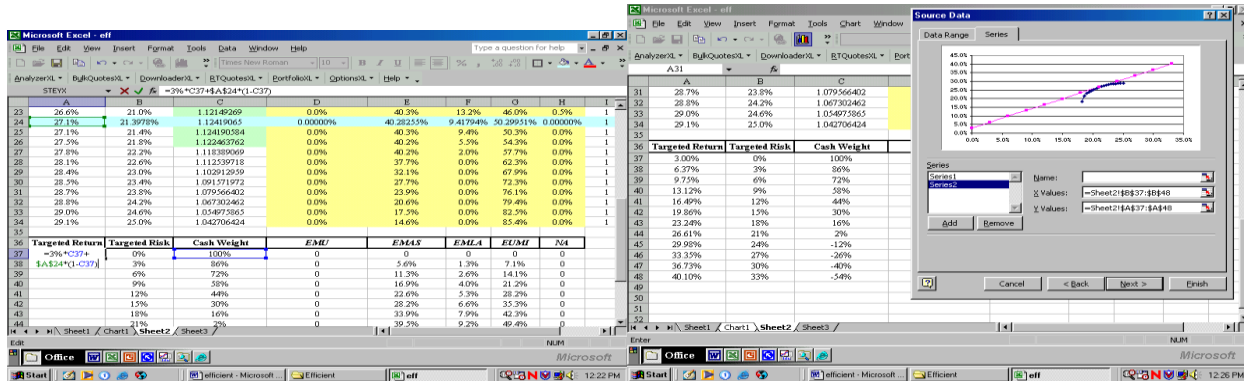 Microsoft Excel - eff
File Edit View Insert Format Tools Data Window Help Type a question for help
Times New Roman 10 B I U
AnalyzerXL BulkQuotesXL DownloaderXL RTQuotesXL PortfolioXL OptionsXL Help
STEYX fx =3%*C37+$A$24*(1-C37)
A B C D E F G H I
23 26.6% 21.0% 1.12149269 0.0% 40.3% 13.2% 46.0% 0.5% 1
24 27.1% 21.3978% 1.12419065 0.00000% 40.28255% 9.41794% 50.29951% 0.00000% 1
25 27.1% 21.4% 1.124190584 0.0% 40.3% 9.4% 50.3% 0.0% 1
26 27.5% 21.8% 1.122463762 0.0% 40.2% 5.5% 54.3% 0.0% 1
27 27.8% 22.2% 1.118389069 0.0% 40.2% 2.0% 57.7% 0.0% 1
28 28.1% 22.6% 1.112539718 0.0% 37.7% 0.0% 62.3% 0.0% 1
29 28.4% 23.0% 1.102912959 0.0% 32.1% 0.0% 67.9% 0.0% 1
30 28.5% 23.4% 1.091571972 0.0% 27.7% 0.0% 72.3% 0.0% 1
31 28.7% 23.8% 1.079566402 0.0% 23.9% 0.0% 76.1% 0.0% 1
32 28.8% 24.2% 1.067302462 0.0% 20.6% 0.0% 79.4% 0.0% 1
33 29.0% 24.6% 1.054975865 0.0% 17.5% 0.0% 82.5% 0.0% 1
34 29.1% 25.0% 1.042706424 0.0% 14.6% 0.0% 85.4% 0.0% 1
35
36 Targeted Return Targeted Risk Cash Weight EMU EMAS EMLA EUMI NA
37 =3%*C37+ 0% 100% 0 0 0 0 0
38 $A$24*(1-C37) 3% 86% 0 5.6% 1.3% 7.1% 0
39 6% 72% 0 11.3% 2.6% 14.1% 0
40 9% 58% 0 16.9% 4.0% 21.2% 0
41 12% 44% 0 22.6% 5.3% 28.2% 0
42 15% 30% 0 28.2% 6.6% 35.3% 0
43 18% 16% 0 33.9% 7.9% 42.3% 0
44 21% 2% 0 39.5% 9.2% 49.4% 0
Sheet1 Chart1 Sheet2 Sheet3
Edit NUM
Office Microsoft
Start efficient - Microsoft ... Efficient eff 12:22 PM
Microsoft Excel - eff
File Edit View Insert Format Tools Chart Window
AnalyzerXL BulkQuotesXL DownloaderXL RTQuotesXL Port
A31 fx
A B C
31 28.7% 23.8% 1.079566402
32 28.8% 24.2% 1.067302462
33 29.0% 24.6% 1.054975865
34 29.1% 25.0% 1.042706424
35
36 Targeted Return Targeted Risk Cash Weight
37 3.00% 0% 100%
38 6.37% 3% 86%
39 9.75% 6% 72%
40 13.12% 9% 58%
41 16.49% 12% 44%
42 19.86% 15% 30%
43 23.24% 18% 16%
44 26.61% 21% 2%
45 29.98% 24% -12%
46 33.35% 27% -26%
47 36.73% 30% -40%
48 40.10% 33% -54%
49
50
51
52
Sheet1 Chart1 Sheet2 Sheet3
Enter NUM
Office Microsoft
Start efficient - Microsoft ... Efficient eff 12:26 PM
Source Data
Data Range Series
45.0%
40.0%
35.0%
30.0%
25.0%
20.0%
15.0%
10.0%
5.0%
0.0%
0.0% 5.0% 10.0% 15.0% 20.0% 25.0% 30.0% 35.0%
Series
Series1
Series2
Name:
X Values: =Sheet2!$B$37:$B$48
Y Values: =Sheet2!$A$37:$A$48
Add Remove
Cancel < Back Next > Finish